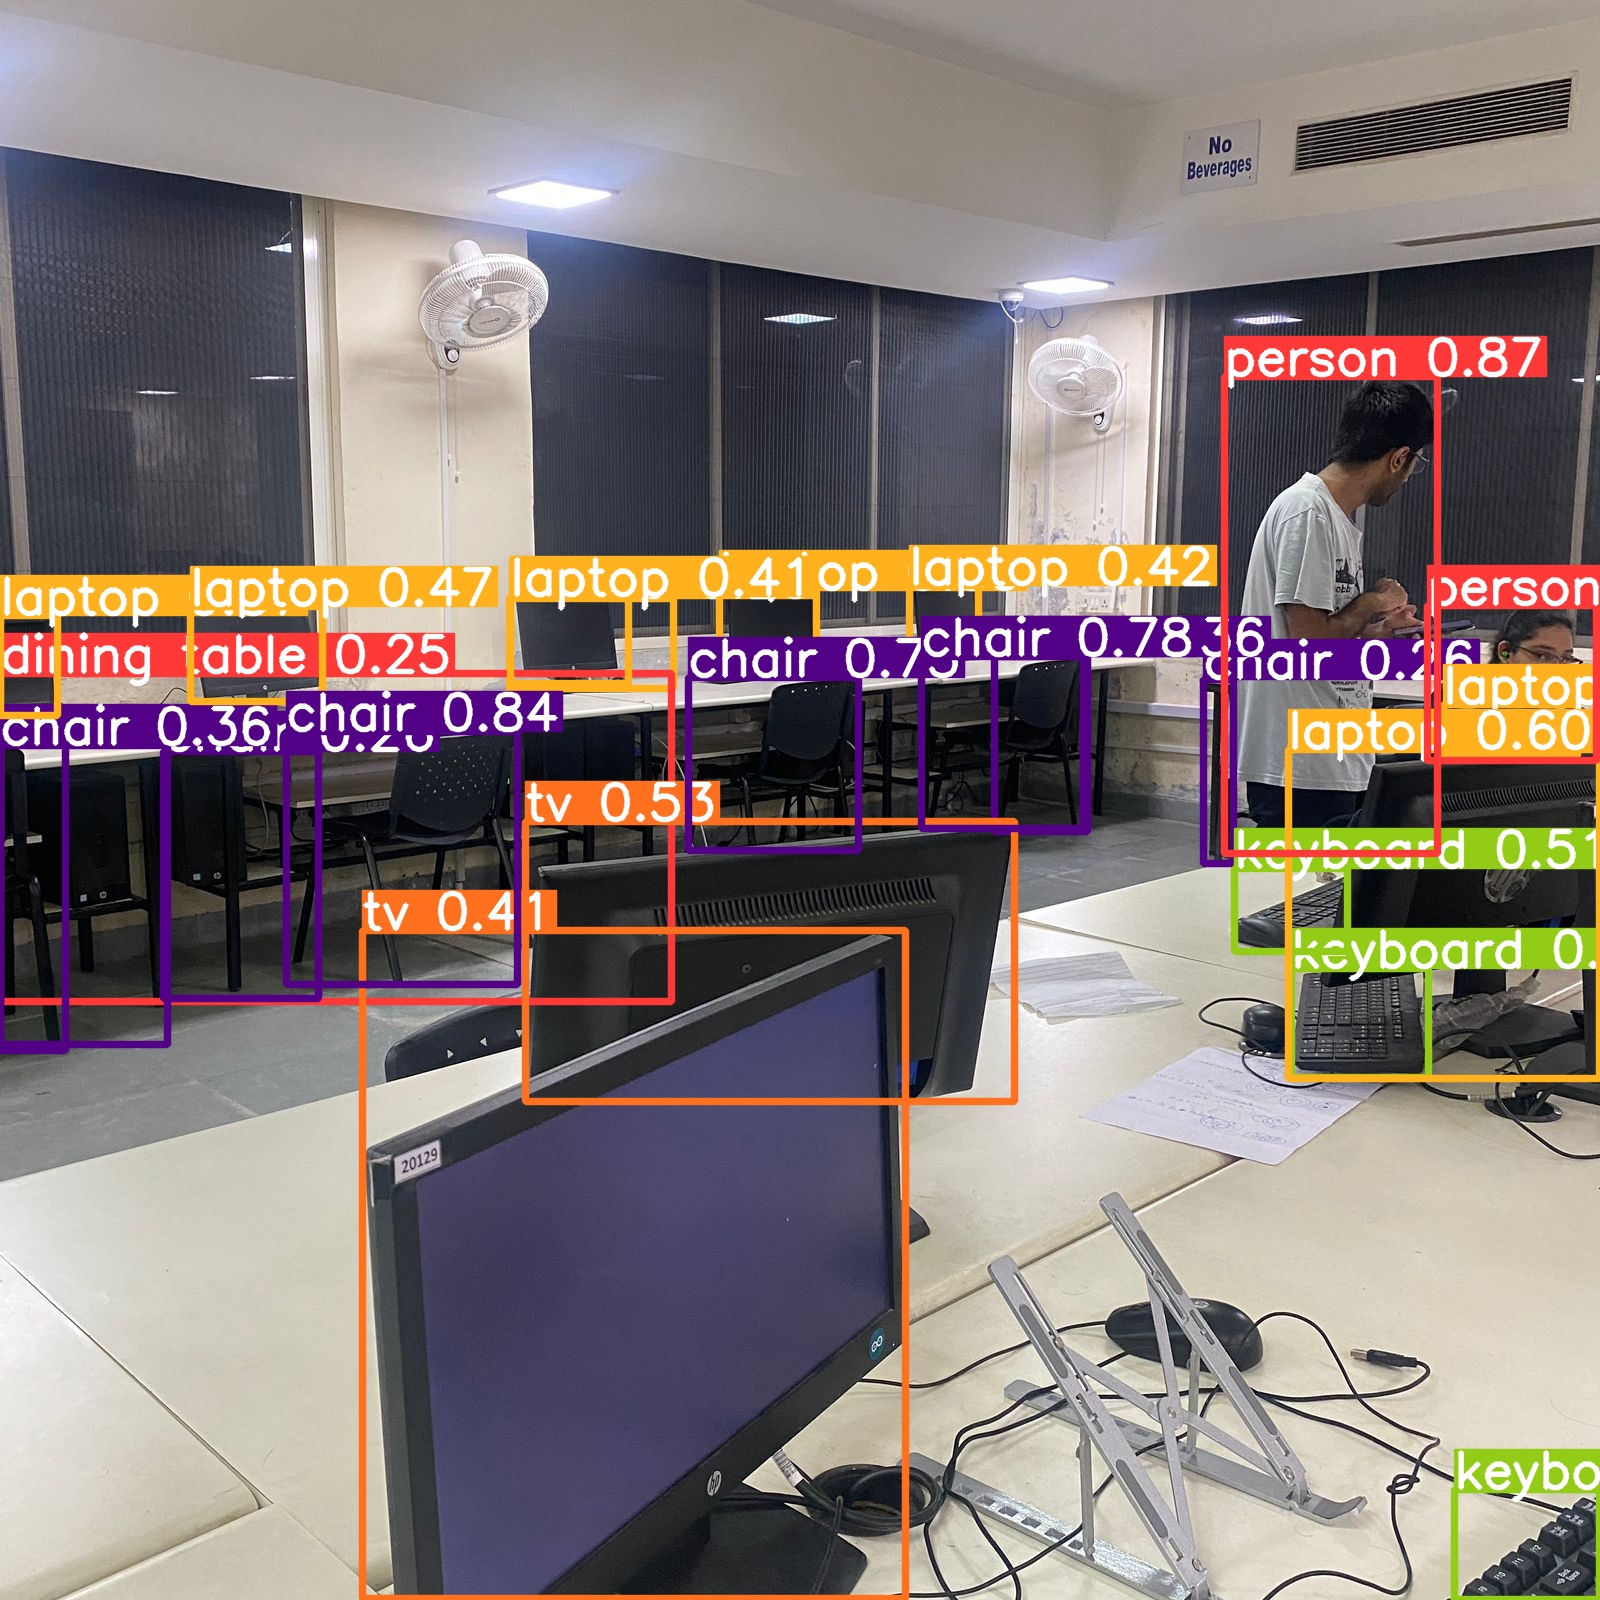 No
Beverages
person 0.87
laptop 0.42
laptop 0.41
op
laptop 0.47
laptop
person
chair 0.78
36
dining table 0.25
chair
chair 0.26
laptop
chair 0.84
chair 0.36
laptop 0.60
tv 0.53
keyboard 0.51
tv 0.41
keyboard 0.
20129
hp
keybo